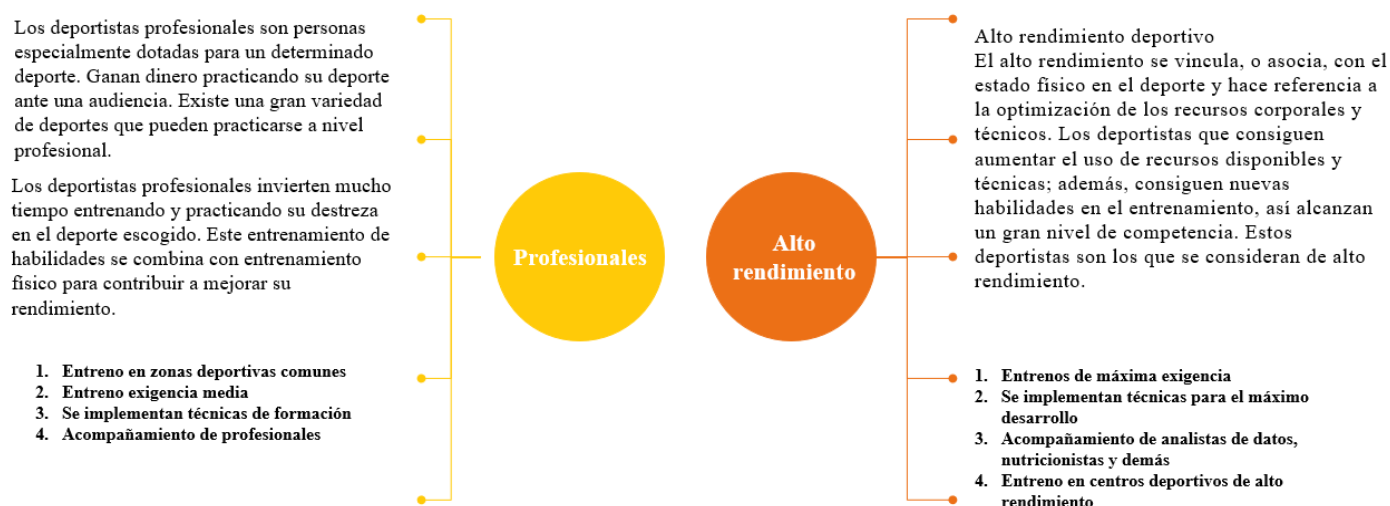 Los deportistas profesionales son personas
especialmente dotadas para un determinado
deporte. Ganan dinero practicando su deporte
ante una audiencia. Existe una gran variedad
de deportes que pueden practicarse a nivel
profesional.
Los deportistas profesionales invierten mucho
tiempo entrenando y practicando su destreza
en el deporte escogido. Este entrenamiento de
habilidades se combina con entrenamiento
físico para contribuir a mejorar su
rendimiento.
1. Entreno en zonas deportivas comunes
2. Entreno exigencia media
3. Se implementan técnicas de formación
4. Acompañamiento de profesionales
Profesionales
Alto
rendimiento
Alto rendimiento deportivo
El alto rendimiento se vincula, o asocia, con el
estado físico en el deporte y hace referencia a
la optimización de los recursos corporales y
técnicos. Los deportistas que consiguen
aumentar el uso de recursos disponibles y
técnicas; además, consiguen nuevas
habilidades en el entrenamiento, así alcanzan
un gran nivel de competencia. Estos
deportistas son los que se consideran de alto
rendimiento.
1. Entrenos de máxima exigencia
2. Se implementan técnicas para el máximo
desarrollo
3. Acompañamiento de analistas de datos,
nutricionistas y demás
4. Entreno en centros deportivos de alto
rendimiento